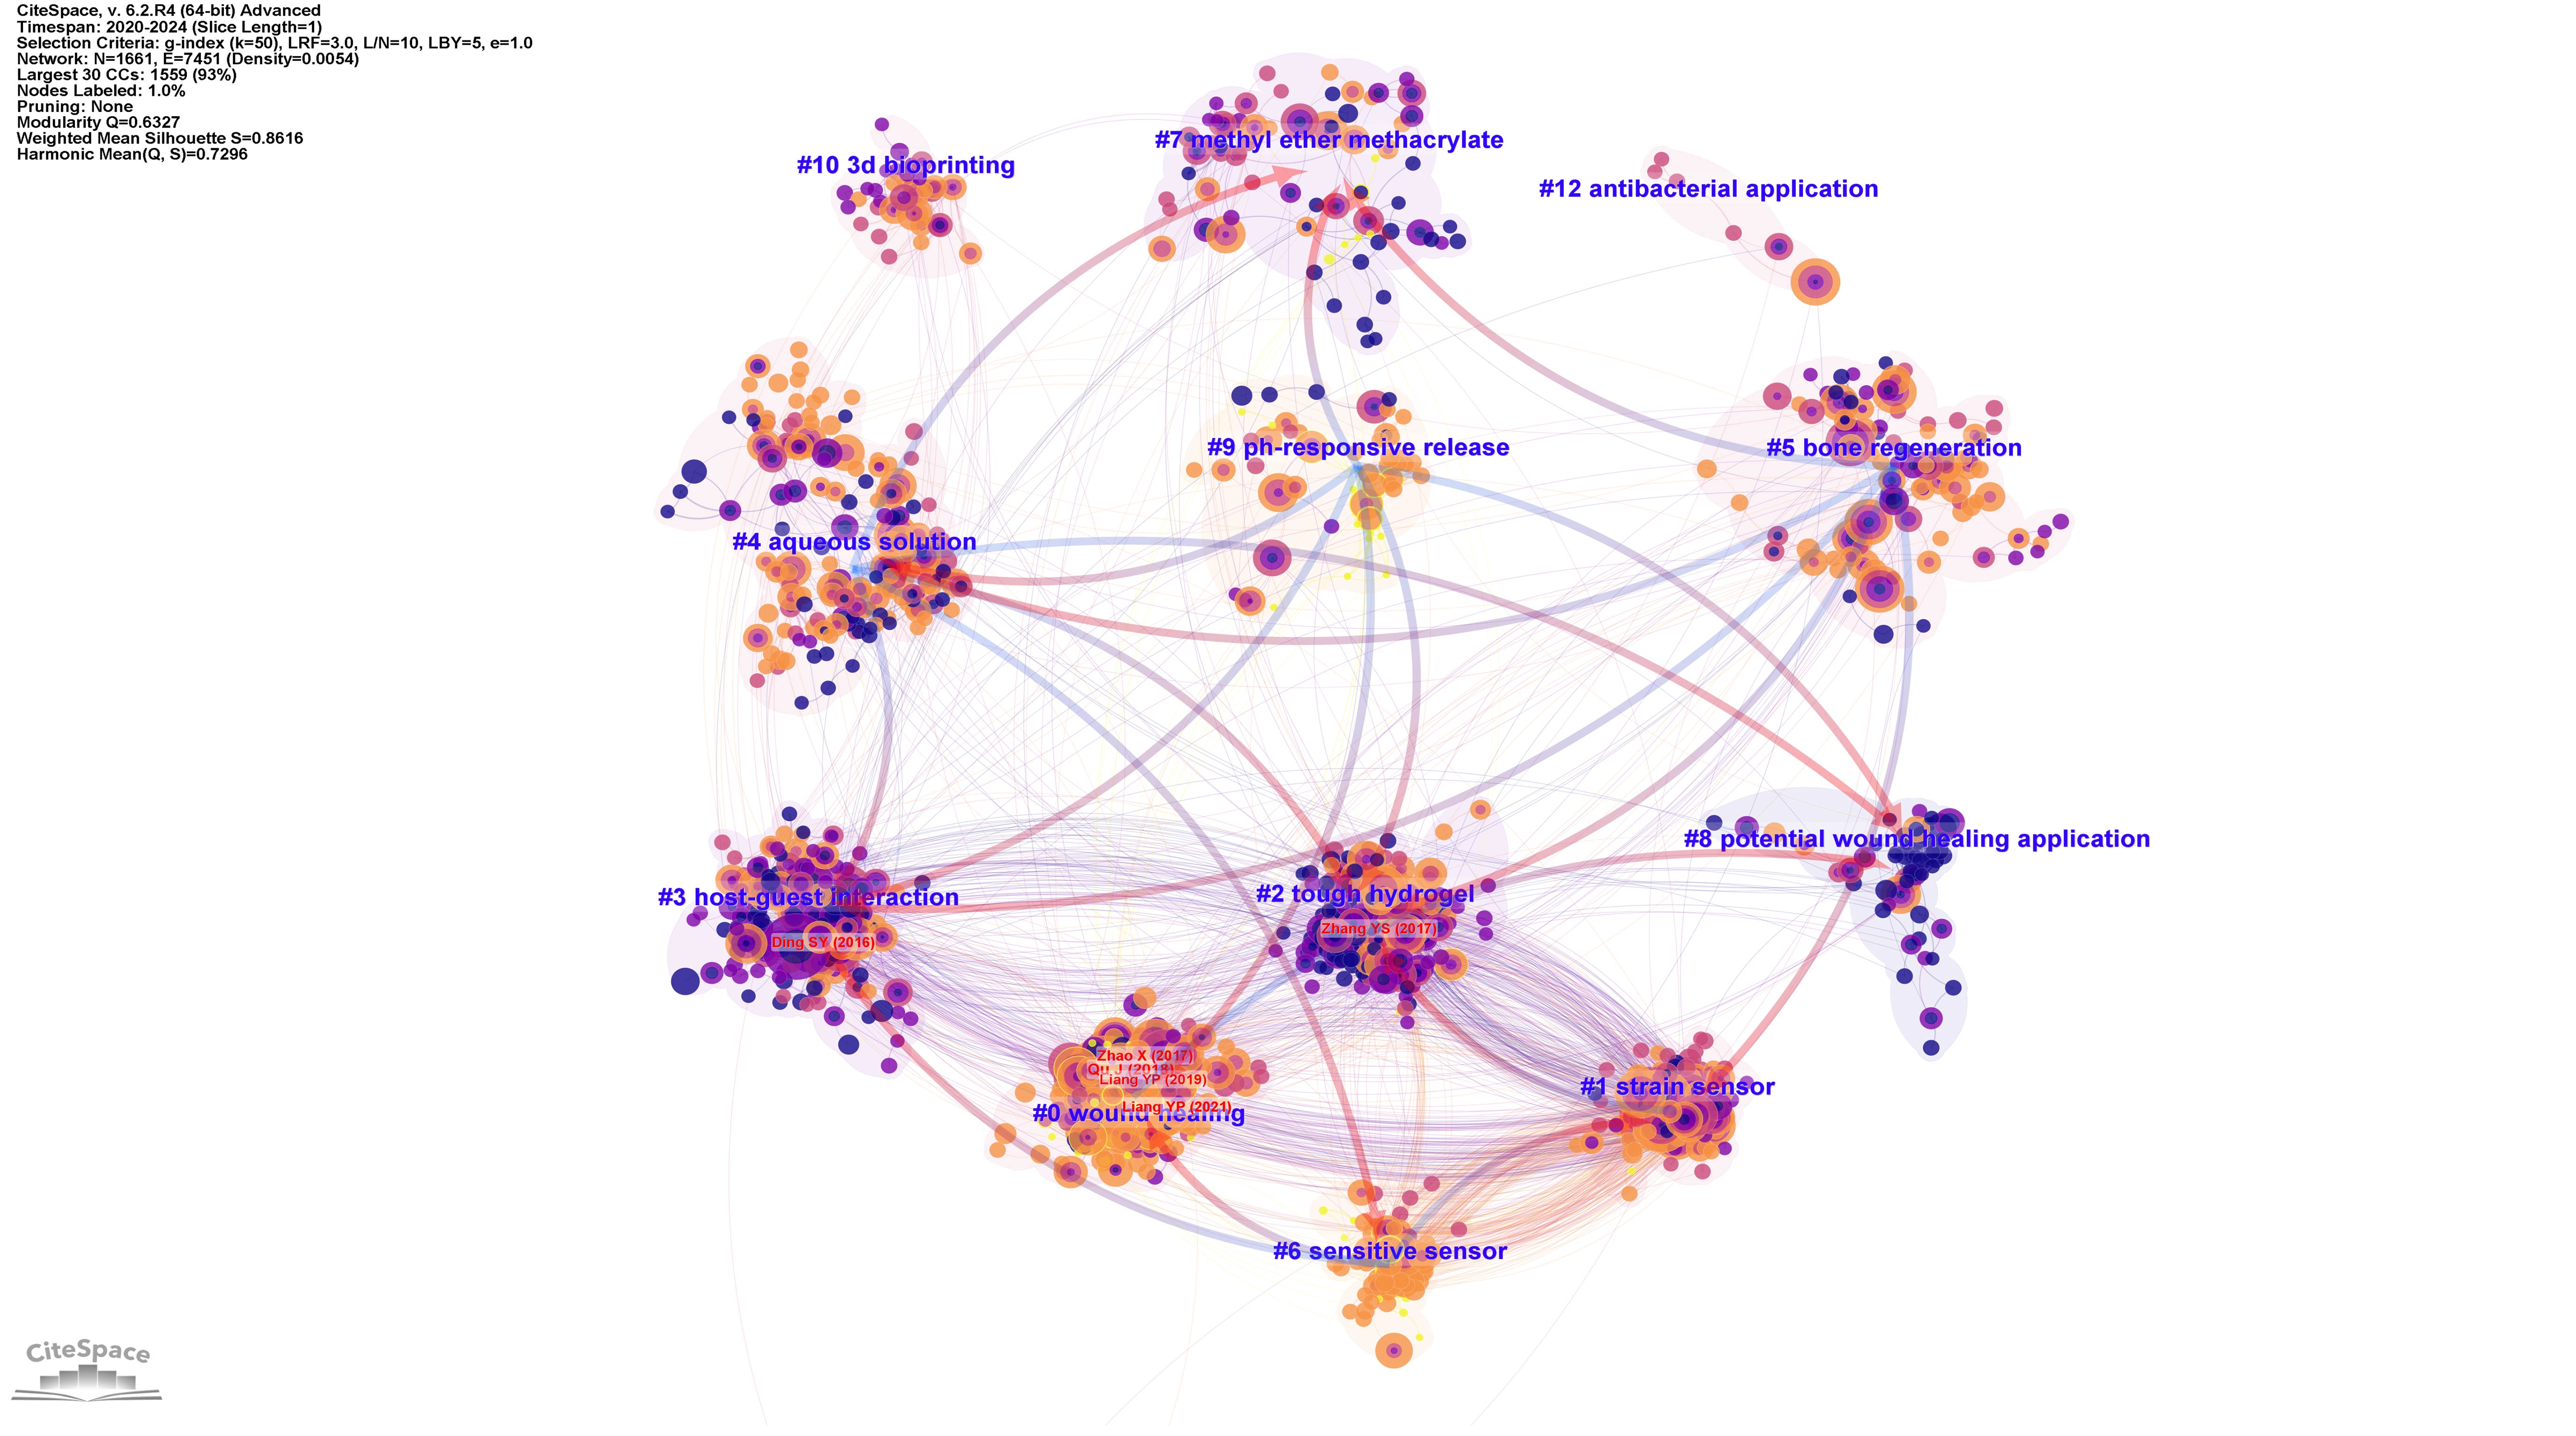 CiteSpace, v. 6.2.R4 (64-bit) Advanced
Timespan: 2020-2024 (Slice Length=1)
Selection Criteria: g-index (k=50), LRF=3.0, L/N=10, LBY=5, e=1.0
Network: N=1661, E=7451 (Density=0.0054)
Largest 30 CCs: 1559 (93%)
Nodes Labeled: 1.0%
Pruning: None
Modularity Q=0.6327
Weighted Mean Silhouette S=0.8616
Harmonic Mean(Q, S)=0.7296
#7 methyl ether methacrylate
#10 3d bioprinting
#12 antibacterial application
#9 ph-responsive release
#5 bone regeneration
#4 aqueous solution
#8 potential wound healing application
#3 host-guest interaction
#2 tough hydrogel
Zhang YS (2017)
Ding SY (2016)
Zhao X (2017)
Qu J (2018)
Liang YP (2019)
#1 strain sensor
Liang YP (2021)
#0 wound healing
#6 sensitive sensor
CiteSpace